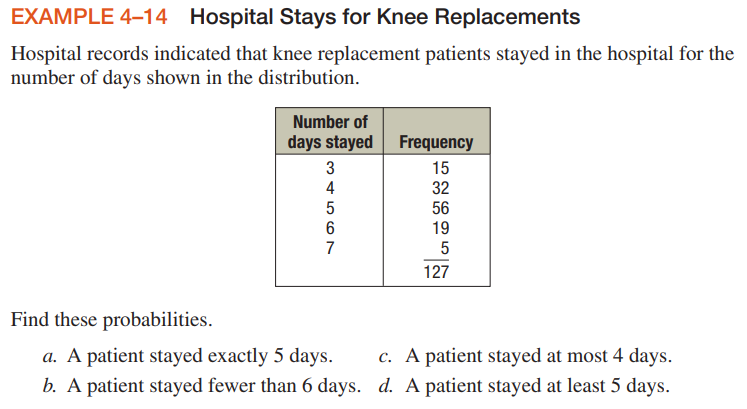 EXAMPLE 4–14 Hospital Stays for Knee Replacements
Hospital records indicated that knee replacement patients stayed in the hospital for the
number of days shown in the distribution.
Number of
days stayed Frequency
3 15
4 32
5 56
6 19
7 5
127
Find these probabilities.
a. A patient stayed exactly 5 days. c. A patient stayed at most 4 days.
b. A patient stayed fewer than 6 days. d. A patient stayed at least 5 days.